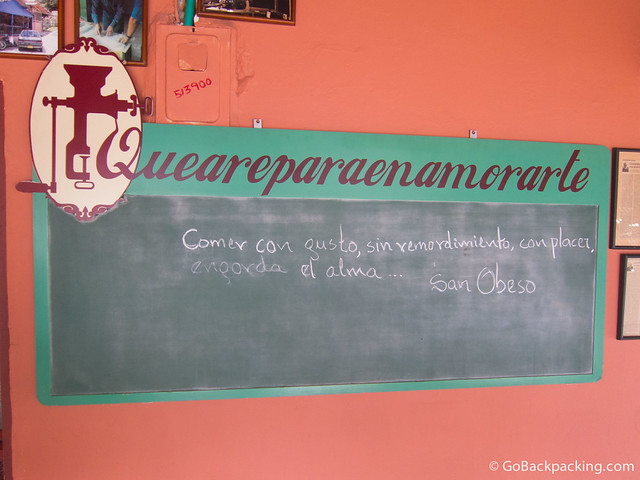 513900
Queareparaenamorarte
Comer con gusto, sin remordimiento, con placer,
engorda el alma... San Obeso
© GoBackpacking.com